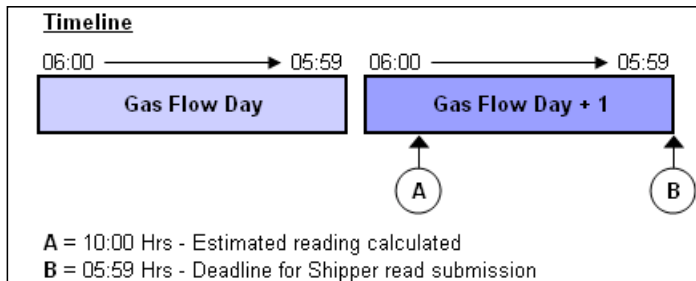 Timeline
06:00 05:59 06:00 05:59
Gas Flow Day Gas Flow Day + 1
A B
A = 10:00 Hrs - Estimated reading calculated
B = 05:59 Hrs - Deadline for Shipper read submission